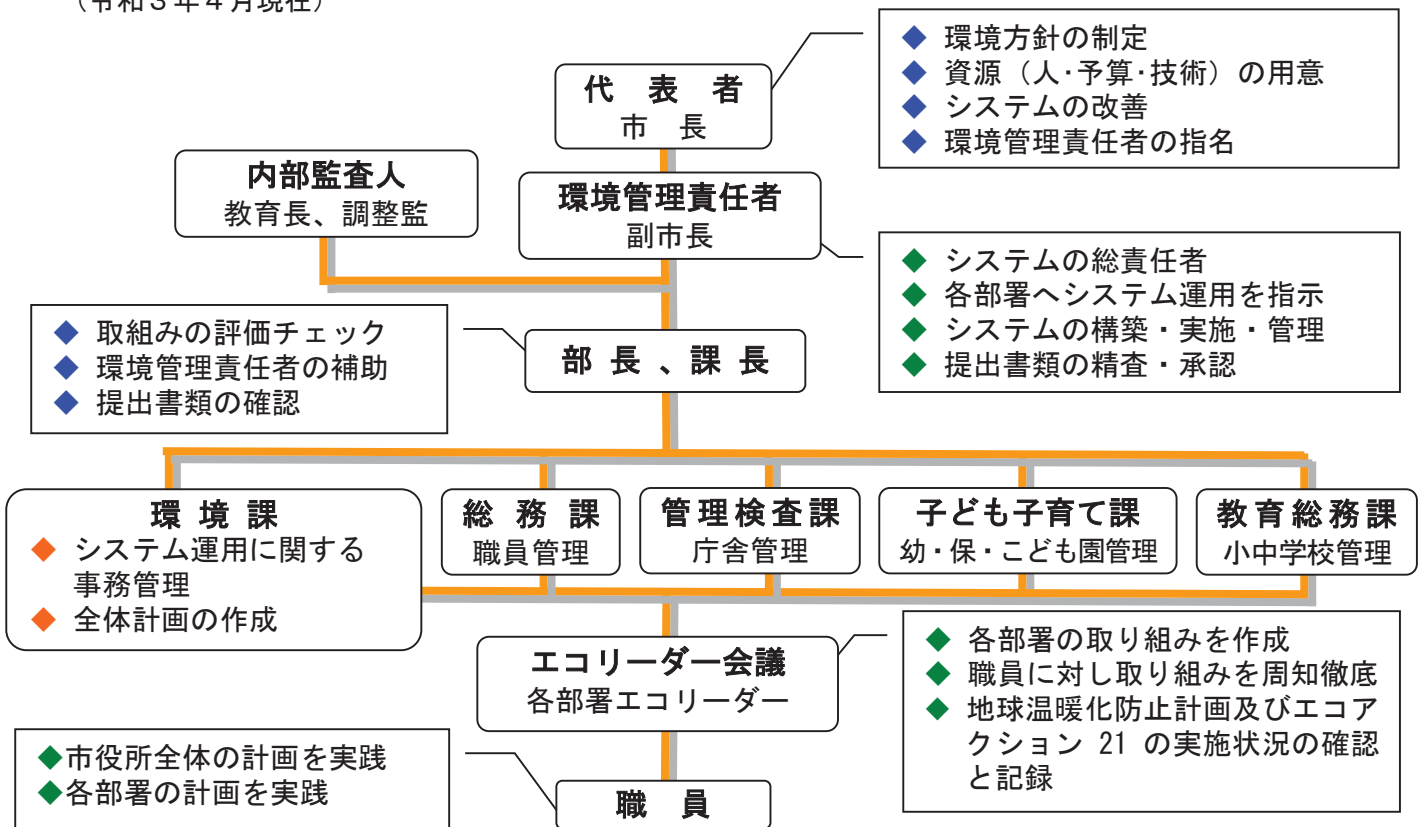 （令和３年４月現在）
代　表　者
市　長
◆ 環境方針の制定
◆ 資源（人・予算・技術）の用意
◆ システムの改善
◆ 環境管理責任者の指名
内部監査人
教育長、調整監
環境管理責任者
副市長
◆ システムの総責任者
◆ 各部署へシステム運用を指示
◆ システムの構築・実施・管理
◆ 提出書類の精査・承認
◆ 取組みの評価チェック
◆ 環境管理責任者の補助
◆ 提出書類の確認
部 長 、課 長
環 境 課
◆ システム運用に関する
事務管理
◆ 全体計画の作成
総 務 課
職員管理
管理検査課
庁舎管理
子ども子育て課
幼・保・こども園管理
教育総務課
小中学校管理
エコリーダー会議
各部署エコリーダー
◆ 各部署の取り組みを作成
◆ 職員に対し取り組みを周知徹底
◆ 地球温暖化防止計画及びエコア
クション 21 の実施状況の確認
と記録
◆市役所全体の計画を実践
◆各部署の計画を実践
職　員